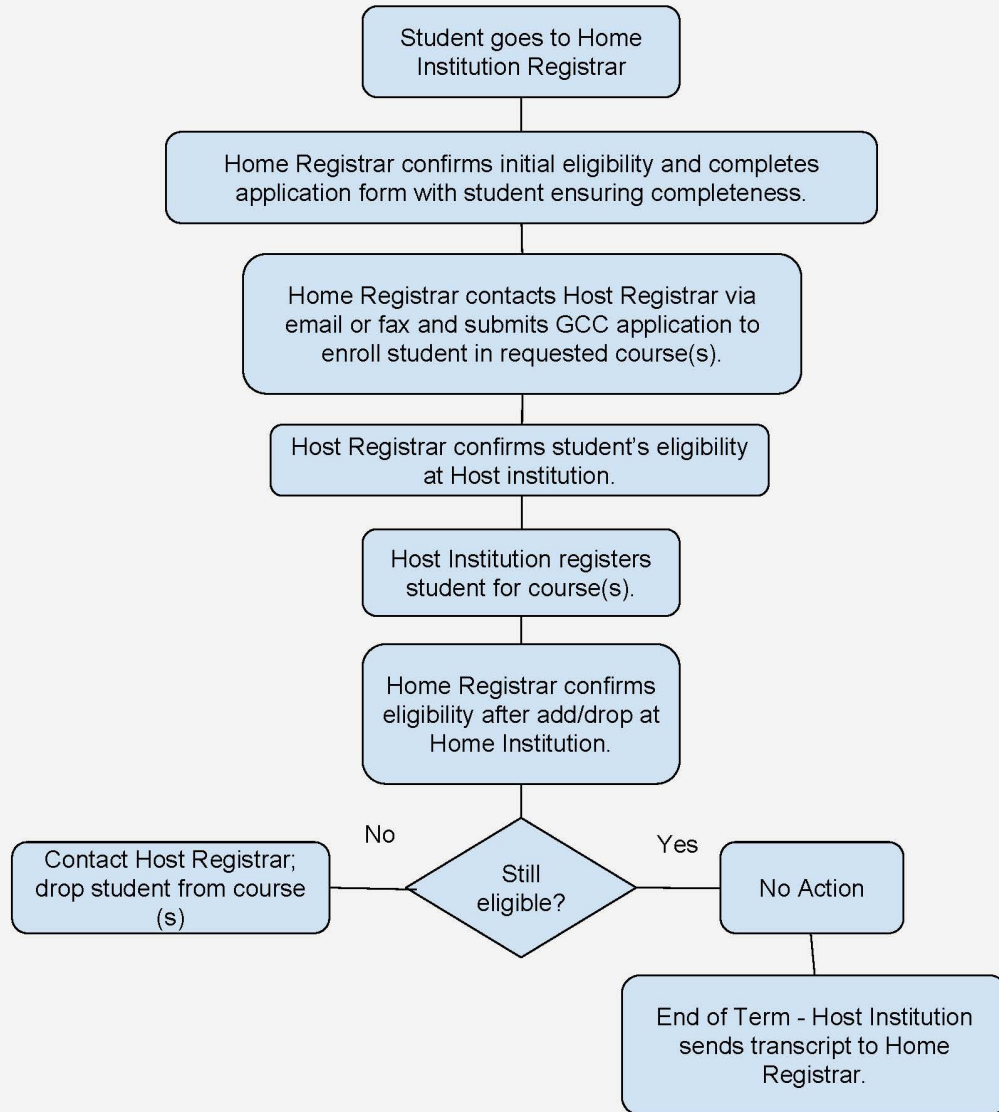 Student goes to Home
Institution Registrar
Home Registrar confirms initial eligibility and completes
application form with student ensuring completeness.
Home Registrar contacts Host Registrar via
email or fax and submits GCC application to
enroll student in requested course(s).
Host Registrar confirms student’s eligibility
at Host institution.
Host Institution registers
student for course(s).
Home Registrar confirms
eligibility after add/drop at
Home Institution.
No
Yes
Contact Host Registrar;
drop student from course
(s)
Still
eligible?
No Action
End of Term - Host Institution
sends transcript to Home
Registrar.